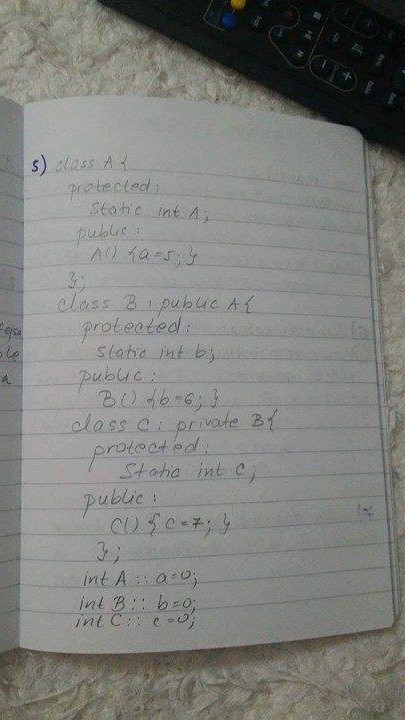 5) class A {
protected:
Static int A;
public:
A() {a=5;}
};
class B : public A{
protected:
Static int b;
public:
B() {b=6;}
class C: private B{
protected:
Static int C;
public:
C() {C=7;}
};
int A :: a=0;
int B :: b=0;
int C :: c=0;